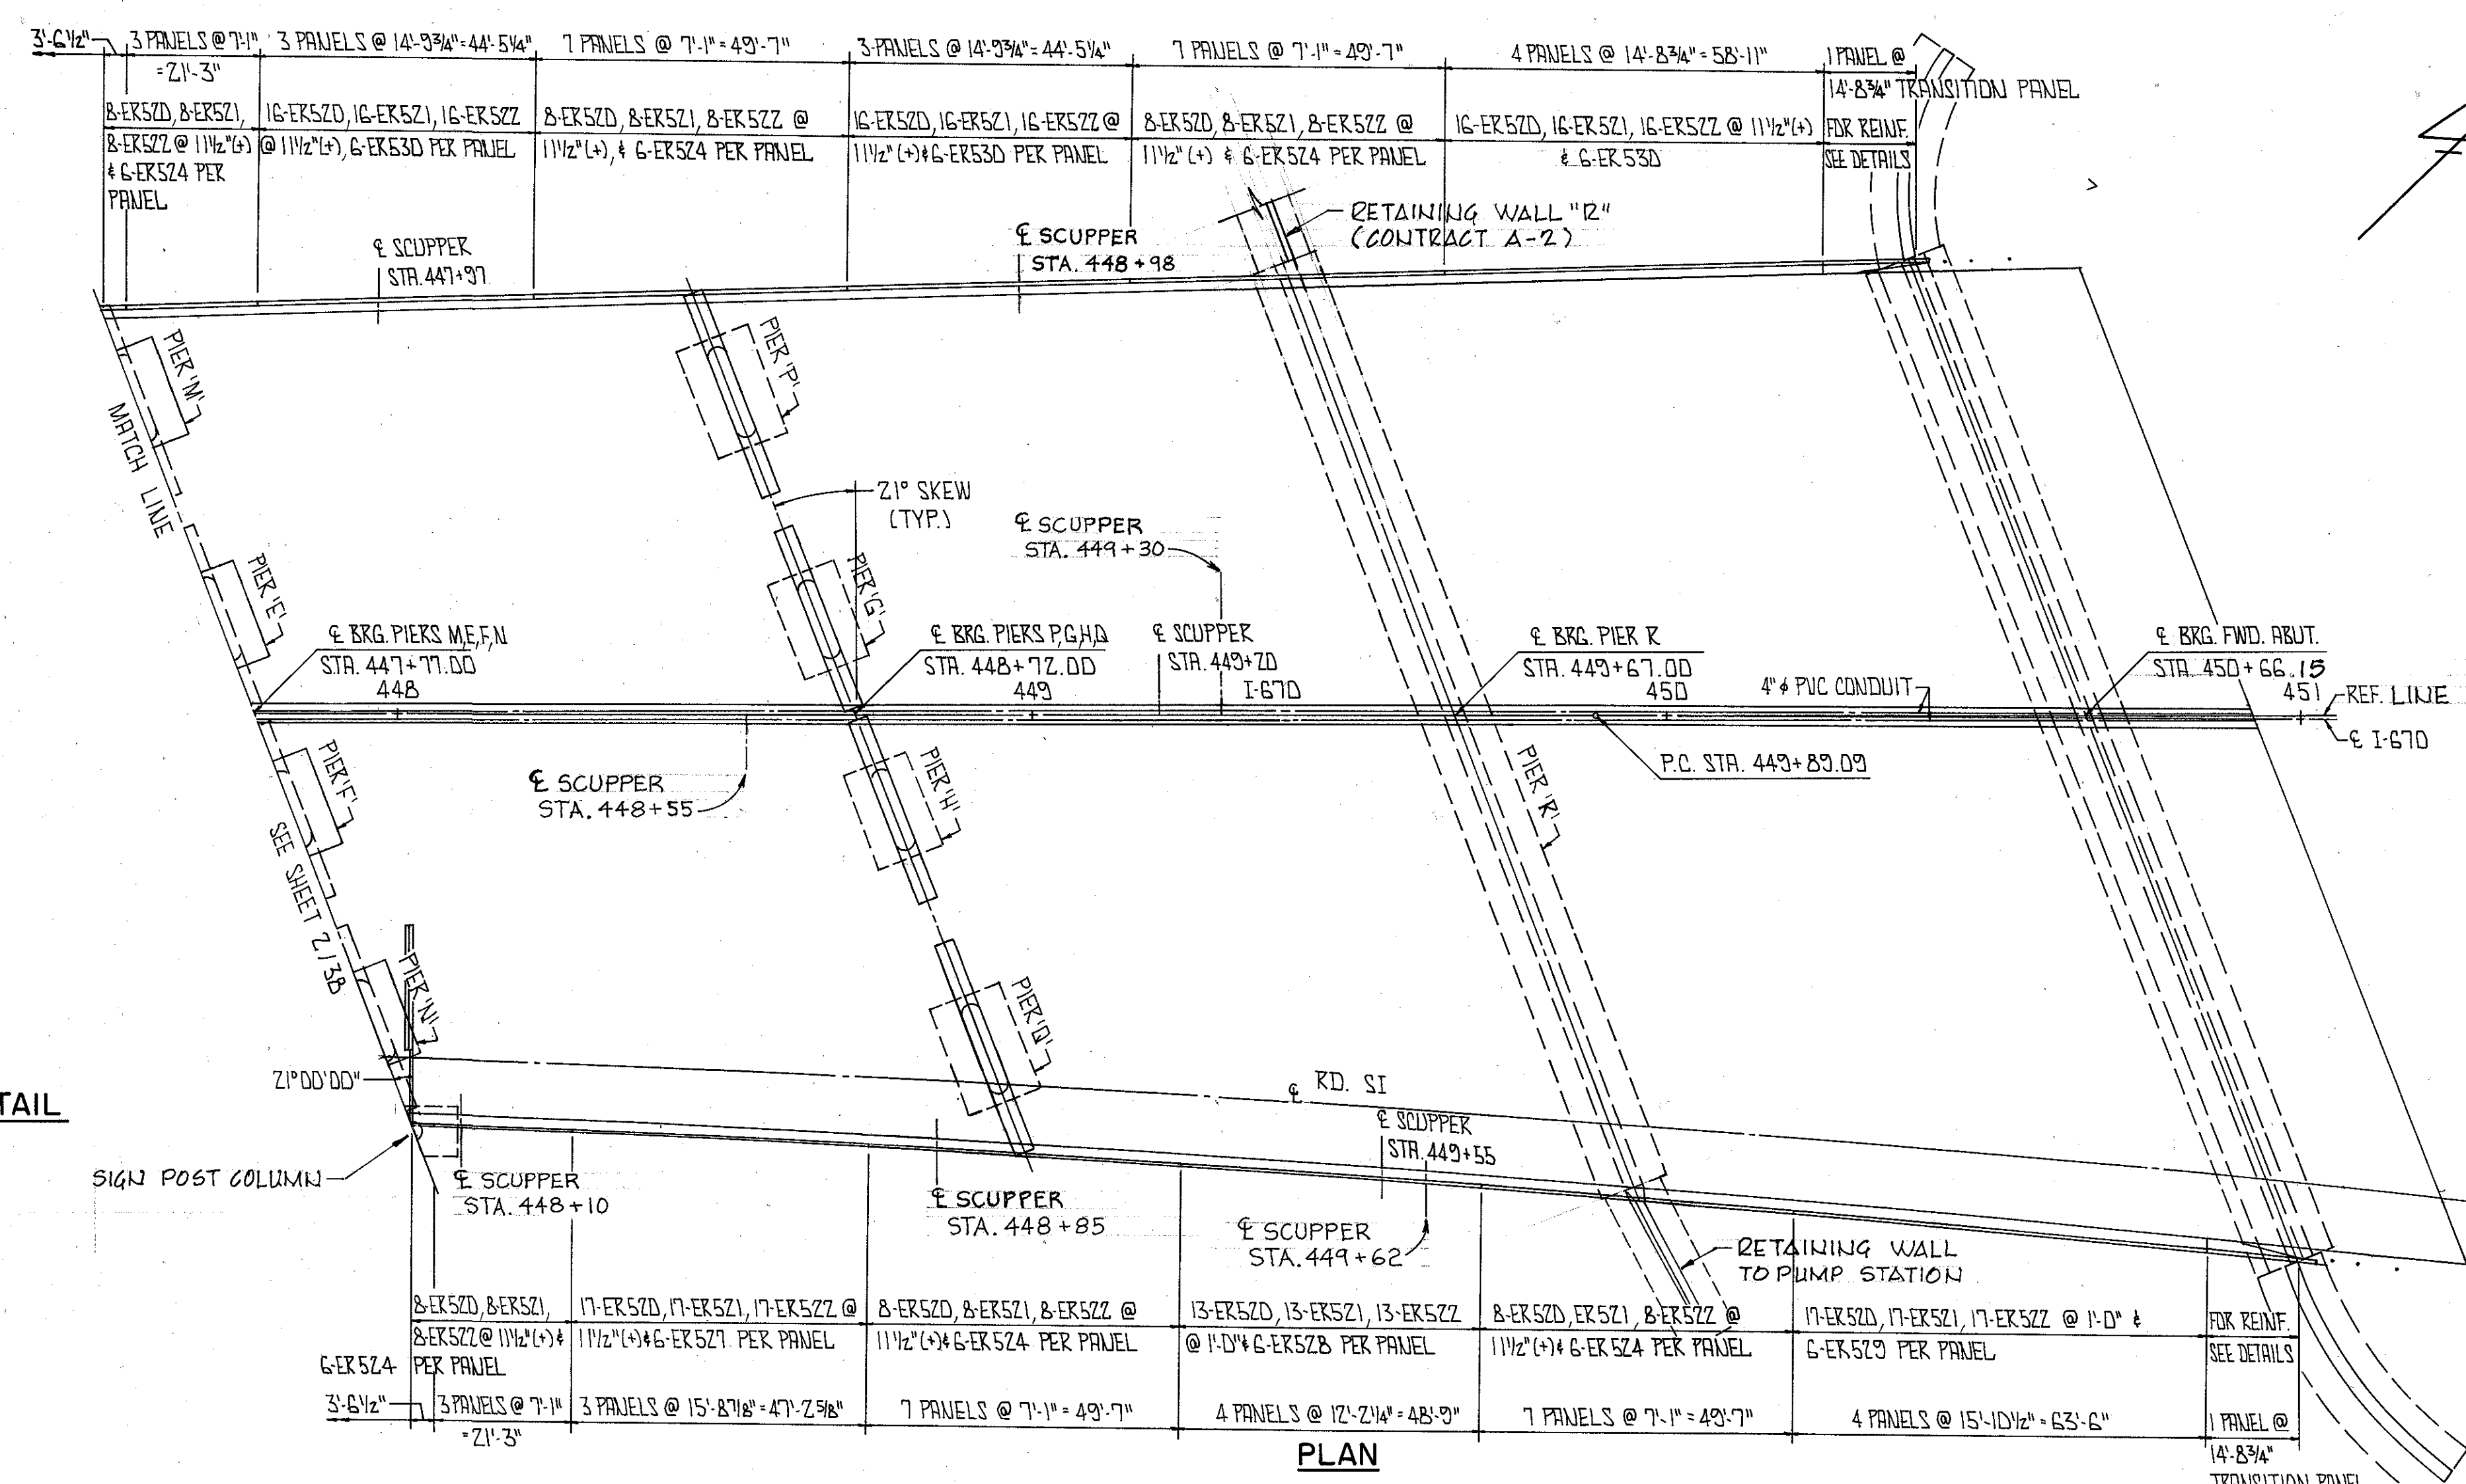 3'-6½" 3 PANELS @ 7'-1" 3 PANELS @ 14'-9¾"=44'-5¼" 7 PANELS @ 7'-1"=49'-7" 3-PANELS @ 14'-9¾"=44'-5¼" 7 PANELS @ 7'-1"=49'-7" 4 PANELS @ 14'-8¾"=58'-11" 1 PANEL @
=21'-3" 14'-8¾" TRANSITION PANEL
8-ER520, 8-ER521, 16-ER520, 16-ER521, 16-ER522 8-ER520, 8-ER521, 8-ER522 @ 16-ER520, 16-ER521, 16-ER522 @ 8-ER520, 8-ER521, 8-ER522 @ 16-ER520, 16-ER521, 16-ER522 @ 11½"(+) FOR REINF.
8-ER522 @ 11½"(+) @ 11½"(+), 6-ER530 PER PANEL 11½"(+), & 6-ER524 PER PANEL 11½"(+) & 6-ER530 PER PANEL 11½"(+) & 6-ER524 PER PANEL & 6-ER530 SEE DETAILS
& 6-ER524 PER
PANEL
RETAINING WALL "R"
(CONTRACT A-2)
℄ SCUPPER
STA. 447+97
℄ SCUPPER
STA. 448+98
PIER 'M'
PIER 'P'
MATCH LINE
21° SKEW
(TYP.)
℄ SCUPPER
STA. 449+30
PIER 'E'
PIER 'G'
℄ BRG. PIERS M,E,F,N
STA. 447+77.00
448
℄ BRG. PIERS P,G,H,Q
STA. 448+72.00
449
℄ SCUPPER
STA. 449+20
I-670
℄ BRG. PIER R
STA. 449+67.00
450
4"ϕ PVC CONDUIT
℄ BRG. FWD. ABUT.
STA. 450+66.15
451
REF. LINE
℄ I-670
PIER 'F'
℄ SCUPPER
STA. 448+55
PIER 'H'
PIER 'R'
P.C. STA. 449+89.09
SEE SHEET 2/38
PIER 'N'
PIER 'Q'
21°00'00"
TAIL
℄ RD. SI
SIGN POST COLUMN
℄ SCUPPER
STA. 448+10
℄ SCUPPER
STA. 448+85
℄ SCUPPER
STA. 449+55
℄ SCUPPER
STA. 449+62
RETAINING WALL
TO PUMP STATION
8-ER520, 8-ER521, 17-ER520, 17-ER521, 17-ER522 @ 8-ER520, 8-ER521, 8-ER522 @ 13-ER520, 13-ER521, 13-ER522 8-ER520, ER521, 8-ER522 @ 17-ER520, 17-ER521, 17-ER522 @ 1'-0" & FOR REINF.
8-ER522 @ 11½"(+) & 11½"(+) & 6-ER527 PER PANEL 11½"(+) & 6-ER524 PER PANEL @ 1'-0" & 6-ER528 PER PANEL 11½"(+) & 6-ER524 PER PANEL 6-ER529 PER PANEL SEE DETAILS
6-ER524 PER PANEL
3'-6½" 3 PANELS @ 7'-1" 3 PANELS @ 15'-8⅞"=47'-2⅝" 7 PANELS @ 7'-1"=49'-7" 4 PANELS @ 12'-2¼"=48'-9" 7 PANELS @ 7'-1"=49'-7" 4 PANELS @ 15'-10½"=63'-6" 1 PANEL @
=21'-3" 14'-8¾"
TRANSITION PANEL
PLAN